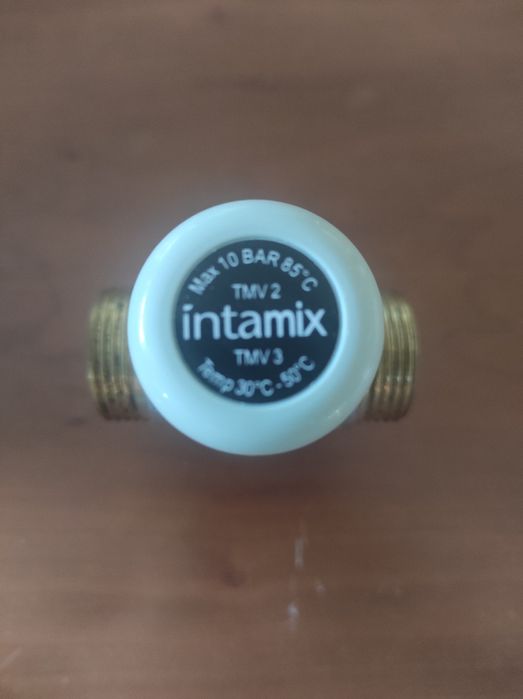 Max 10 BAR 85°C
TMV 2
intamix
TMV 3
Temp 30°C - 50°C